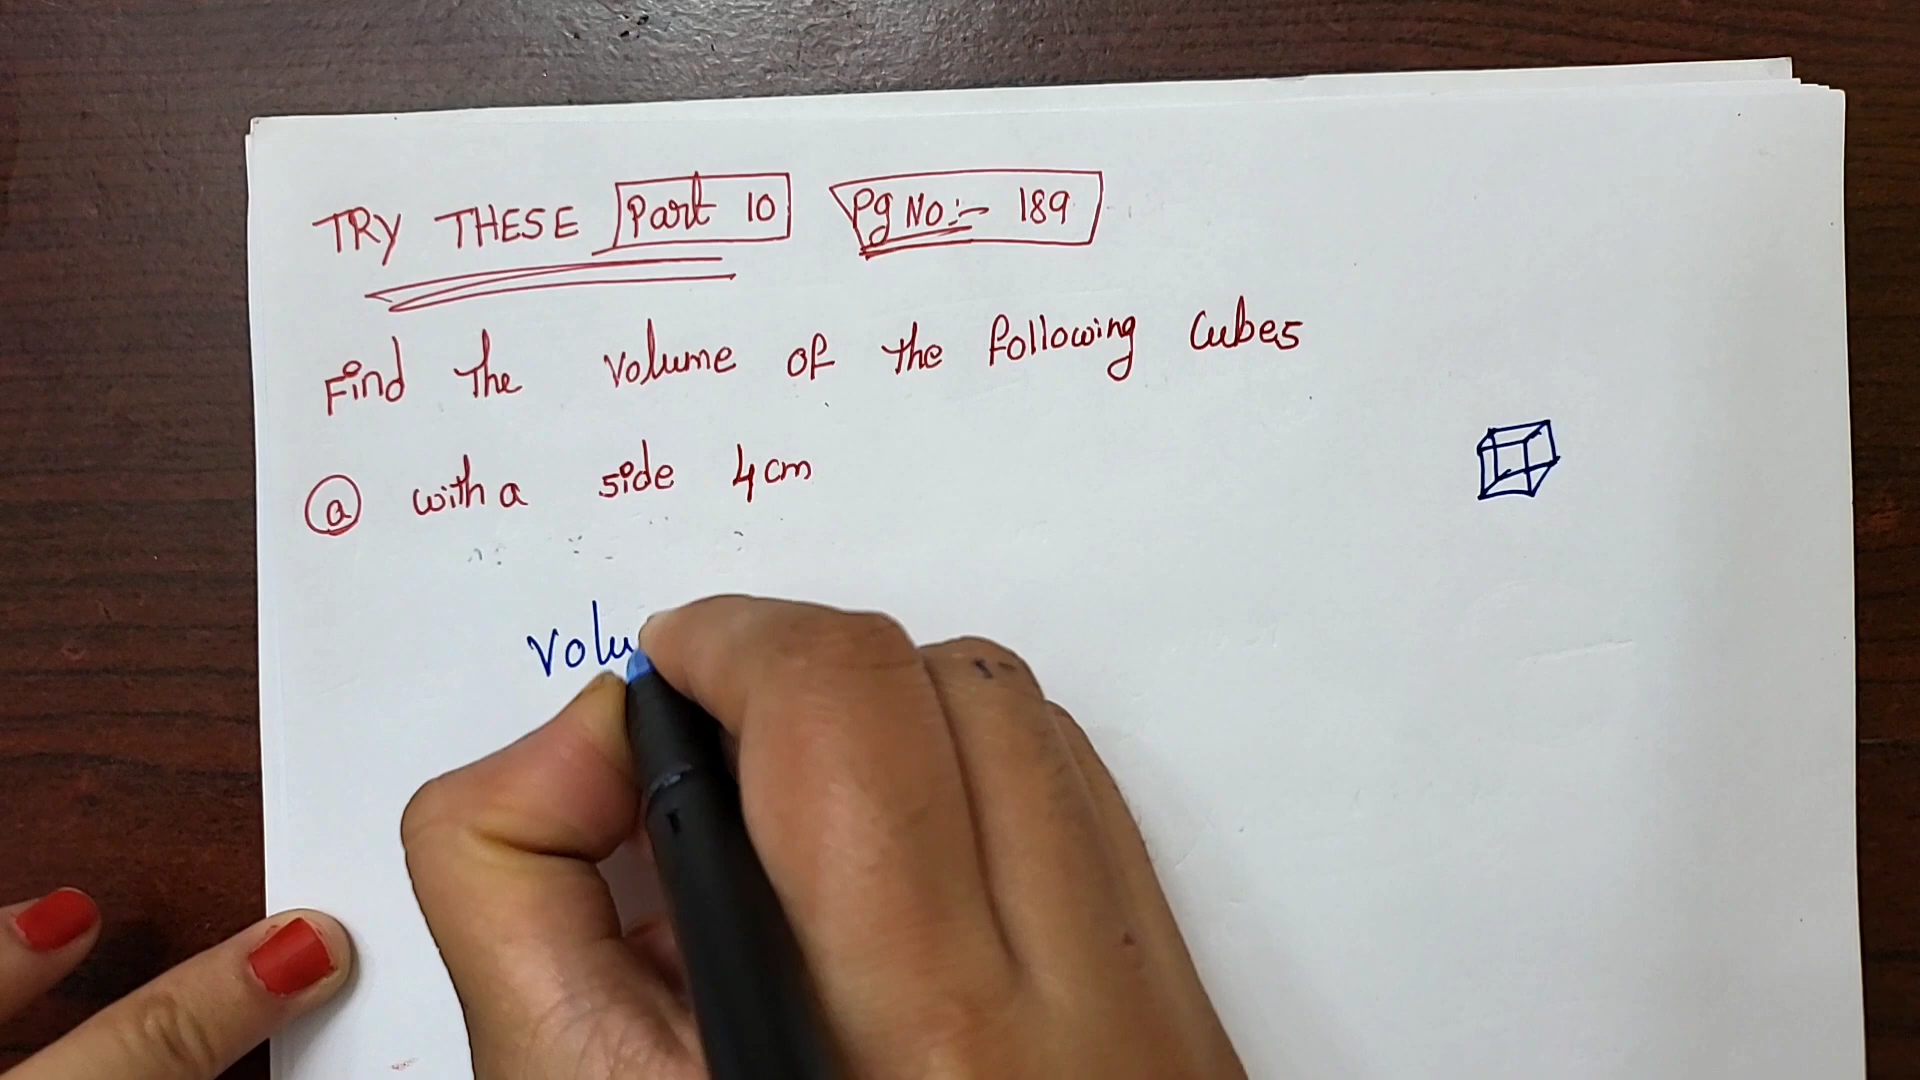 TRY THESE Part 10 Pg No:- 189
Find the volume of the following cubes
a with a side 4cm
Volu